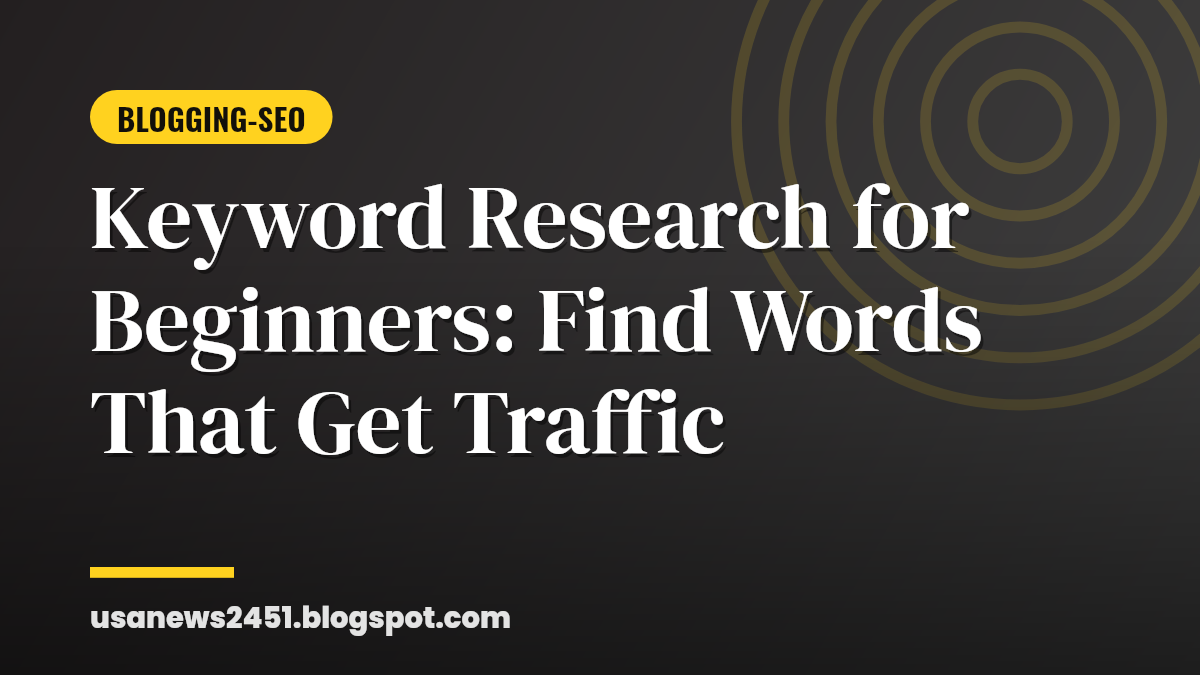 BLOGGING-SEO
Keyword Research for
Beginners: Find Words
That Get Traffic
usanews2451.blogspot.com